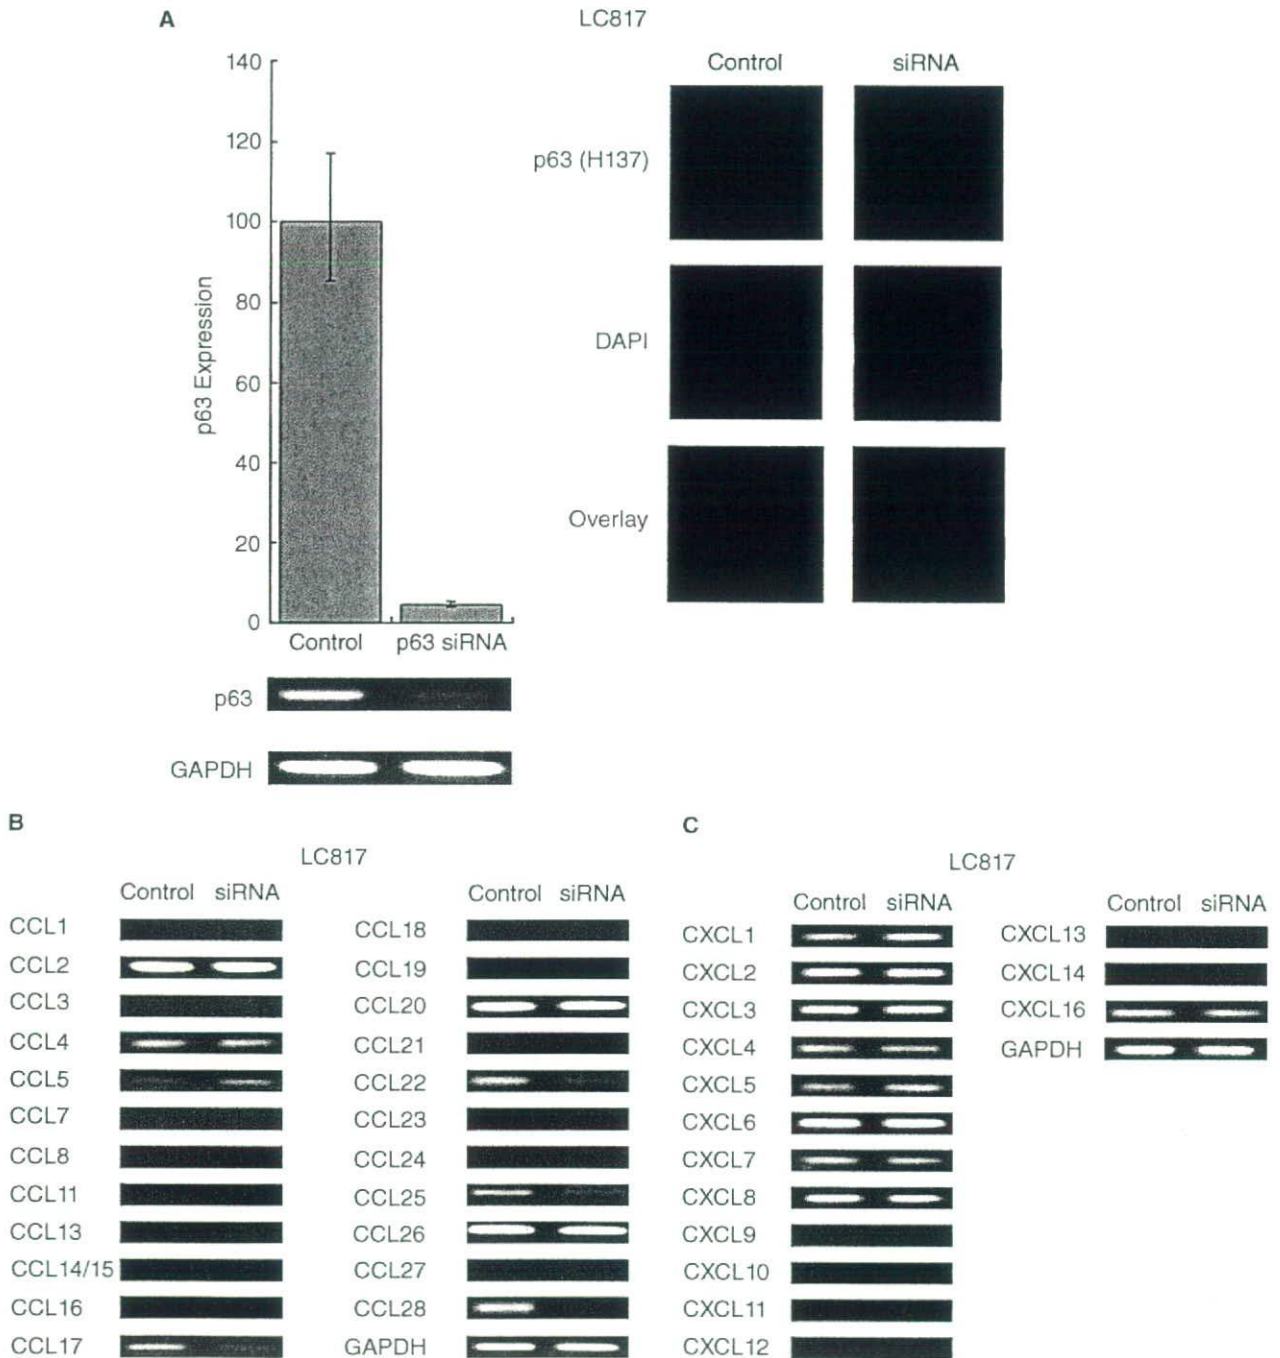 A
LC817
140
120
100
80
60
40
20
0
p63 Expression
Control p63 siRNA
p63
GAPDH
Control siRNA
p63 (H137)
DAPI
Overlay
B
LC817
Control siRNA
CCL1
CCL2
CCL3
CCL4
CCL5
CCL7
CCL8
CCL11
CCL13
CCL14/15
CCL16
CCL17
Control siRNA
CCL18
CCL19
CCL20
CCL21
CCL22
CCL23
CCL24
CCL25
CCL26
CCL27
CCL28
GAPDH
C
LC817
Control siRNA
CXCL1
CXCL2
CXCL3
CXCL4
CXCL5
CXCL6
CXCL7
CXCL8
CXCL9
CXCL10
CXCL11
CXCL12
Control siRNA
CXCL13
CXCL14
CXCL16
GAPDH